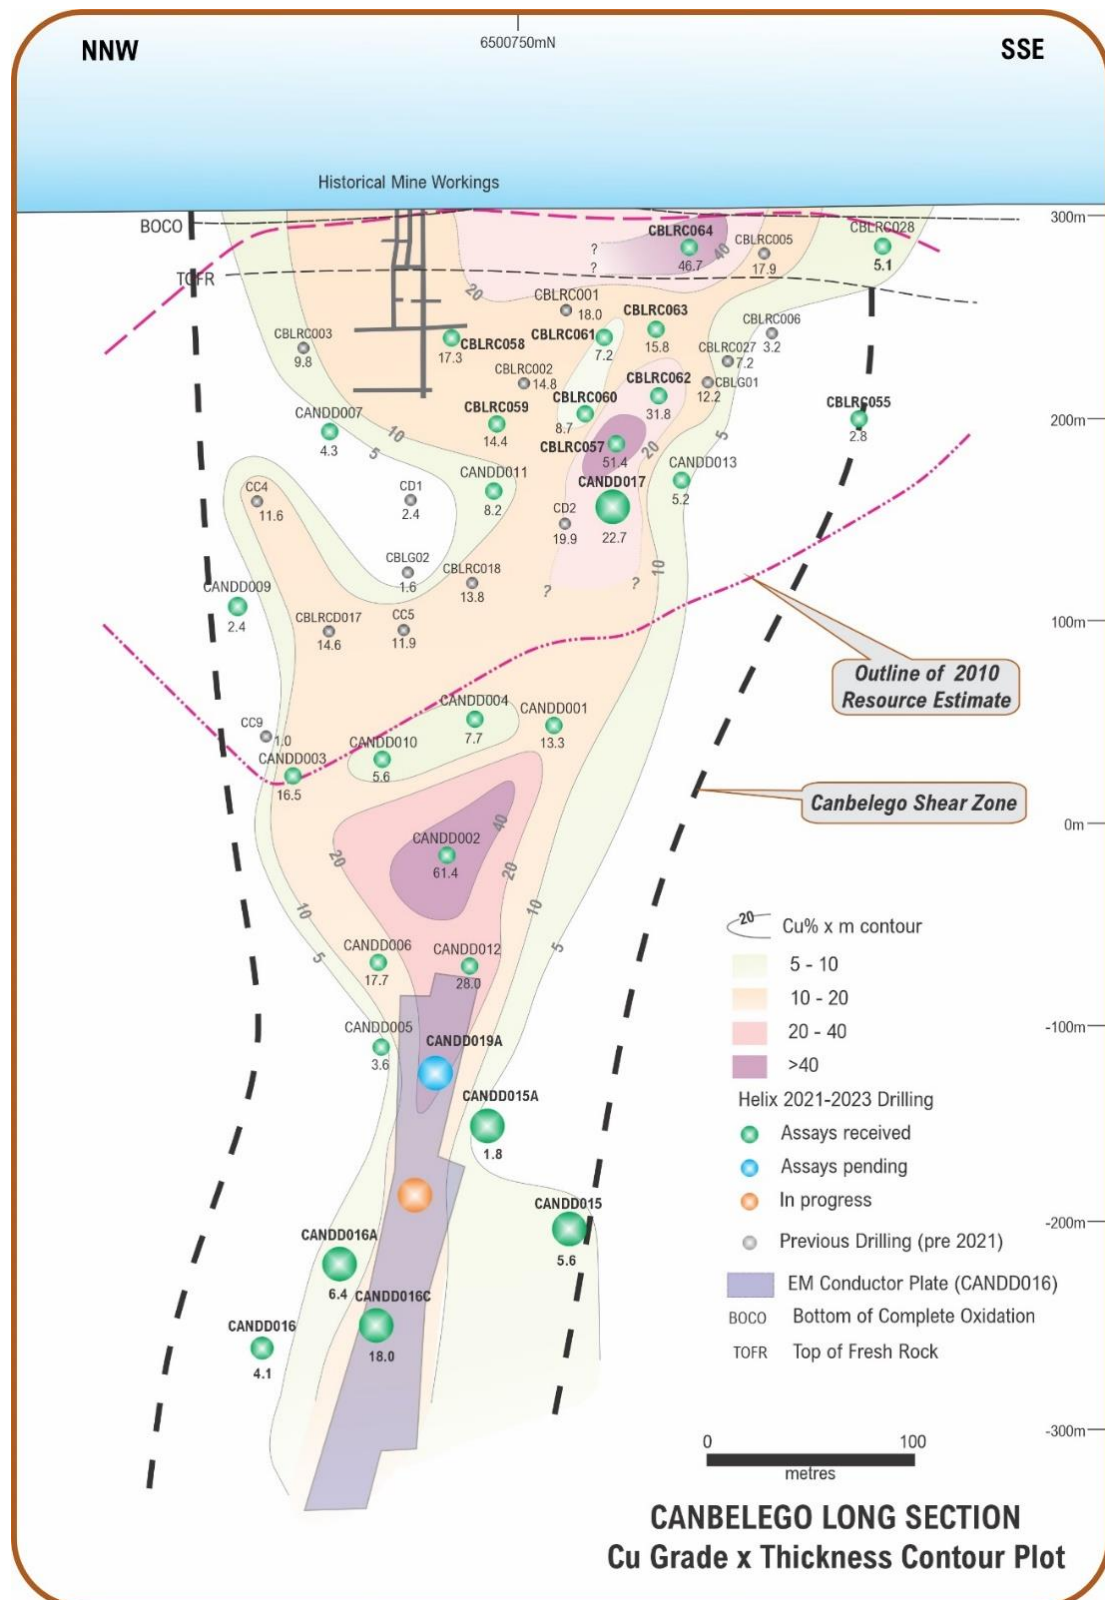 6500750mN
NNW
SSE
Historical Mine Workings
BOCO
300m
CBLRC064
46.7
40
CBLRC005
17.9
CBLRC028
5.1
?
?
TOFR
20
CBLRC001
18.0
CBLRC063
15.8
CBLRC061
7.2
CBLRC006
3.2
CBLRC003
9.8
CBLRC058
17.3
CBLRC027
7.2
CBLRC002
14.8
CBLRC062
31.8
CBLG01
12.2
CBLRC060
8.7
CBLRC059
14.4
CBLRC055
2.8
200m
CANDD007
4.3
10
5
CBLRC057
51.4
20
5
CANDD011
8.2
CANDD013
5.2
CANDD017
22.7
CC4
11.6
CD1
2.4
CD2
19.9
CBLG02
1.6
CBLRC018
13.8
?
?
10
CANDD009
2.4
CBLRCD017
14.6
CC5
11.9
100m
Outline of 2010
Resource Estimate
CANDD004
7.7
CANDD001
13.3
CC9
1.0
CANDD010
5.6
CANDD003
16.5
Canbelego Shear Zone
0m
40
CANDD002
61.4
20
20
10
10
5
5
CANDD006
17.7
CANDD012
28.0
20
Cu% x m contour
5 - 10
10 - 20
20 - 40
>40
-100m
CANDD005
3.6
CANDD019A
CANDD015A
1.8
Helix 2021-2023 Drilling
Assays received
Assays pending
In progress
Previous Drilling (pre 2021)
EM Conductor Plate (CANDD016)
BOCO Bottom of Complete Oxidation
TOFR Top of Fresh Rock
CANDD015
5.6
-200m
CANDD016A
6.4
CANDD016C
18.0
CANDD016
4.1
-300m
0 100
metres
CANBELEGO LONG SECTION
Cu Grade x Thickness Contour Plot